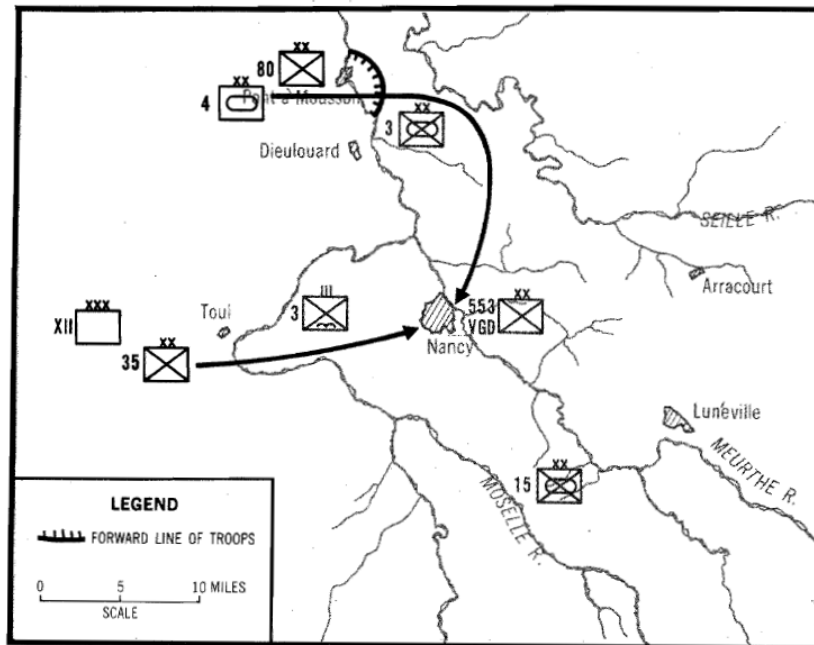 XX
80
XX
4
Pont à Mousson
XX
3
Dieulouard
SEILLE R.
Arracourt
XXX
XII
Toul
III
3
XX
553
VGD
Nancy
XX
35
Lunéville
MEURTHE R.
XX
15
MOSELLE R.
LEGEND
FORWARD LINE OF TROOPS
0 5 10 MILES
SCALE